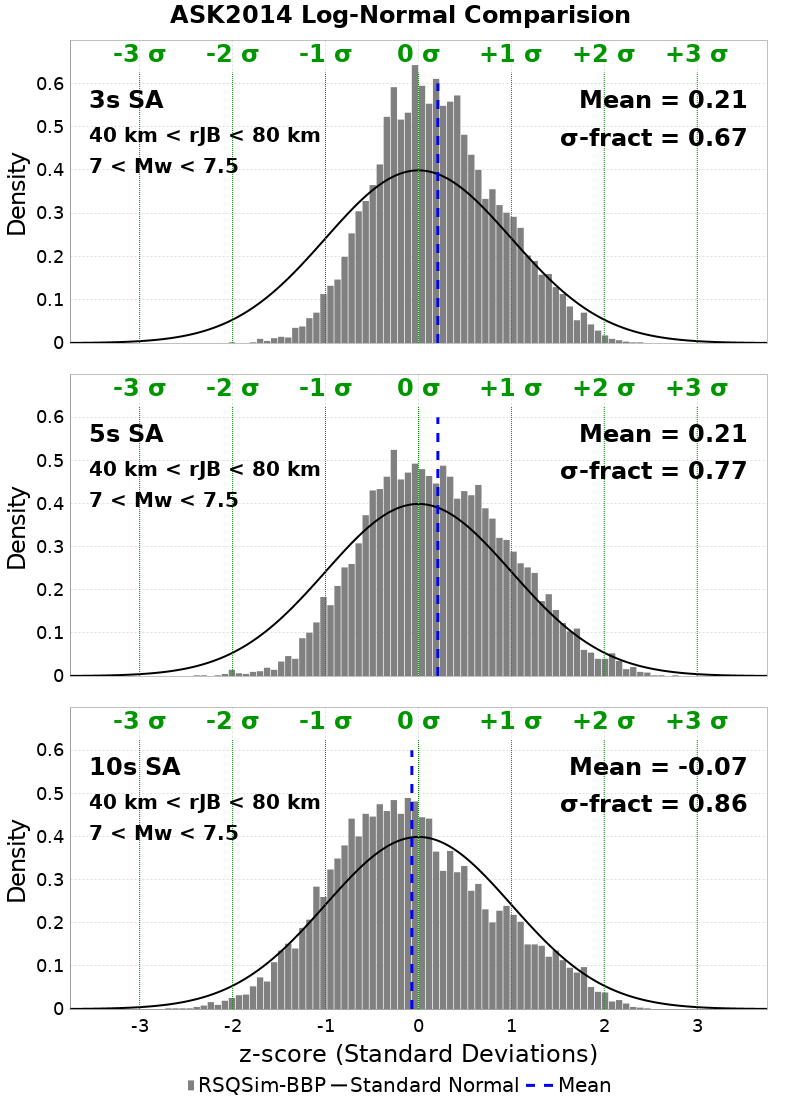 ASK2014 Log-Normal Comparision
-3 σ -2 σ -1 σ 0 σ +1 σ +2 σ +3 σ
3s SA
40 km < rJB < 80 km
7 < Mw < 7.5
Mean = 0.21
σ-fract = 0.67
Density
0.6
0.5
0.4
0.3
0.2
0.1
0
-3 σ -2 σ -1 σ 0 σ +1 σ +2 σ +3 σ
5s SA
40 km < rJB < 80 km
7 < Mw < 7.5
Mean = 0.21
σ-fract = 0.77
Density
0.6
0.5
0.4
0.3
0.2
0.1
0
-3 σ -2 σ -1 σ 0 σ +1 σ +2 σ +3 σ
10s SA
40 km < rJB < 80 km
7 < Mw < 7.5
Mean = -0.07
σ-fract = 0.86
Density
0.6
0.5
0.4
0.3
0.2
0.1
0
-3 -2 -1 0 1 2 3
z-score (Standard Deviations)
RSQSim-BBP Standard Normal Mean